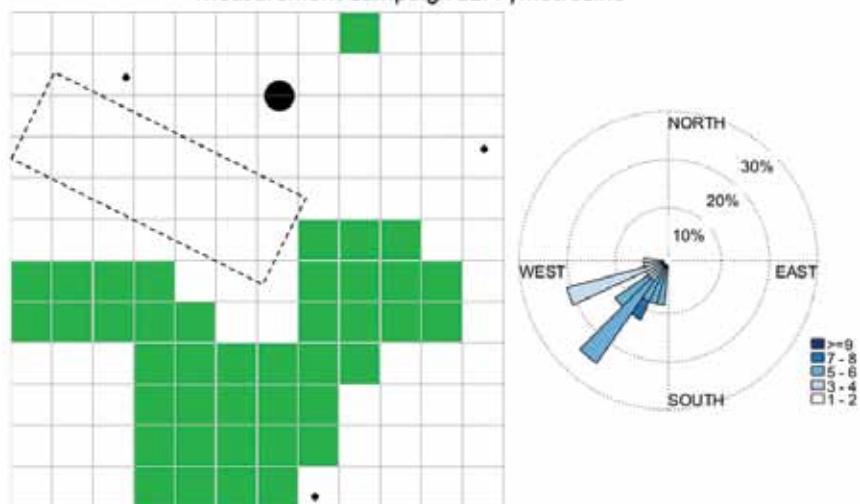 NORTH
30%
20%
10%
WEST
EAST
SOUTH
>=9
7 - 8
5 - 6
3 - 4
1 - 2